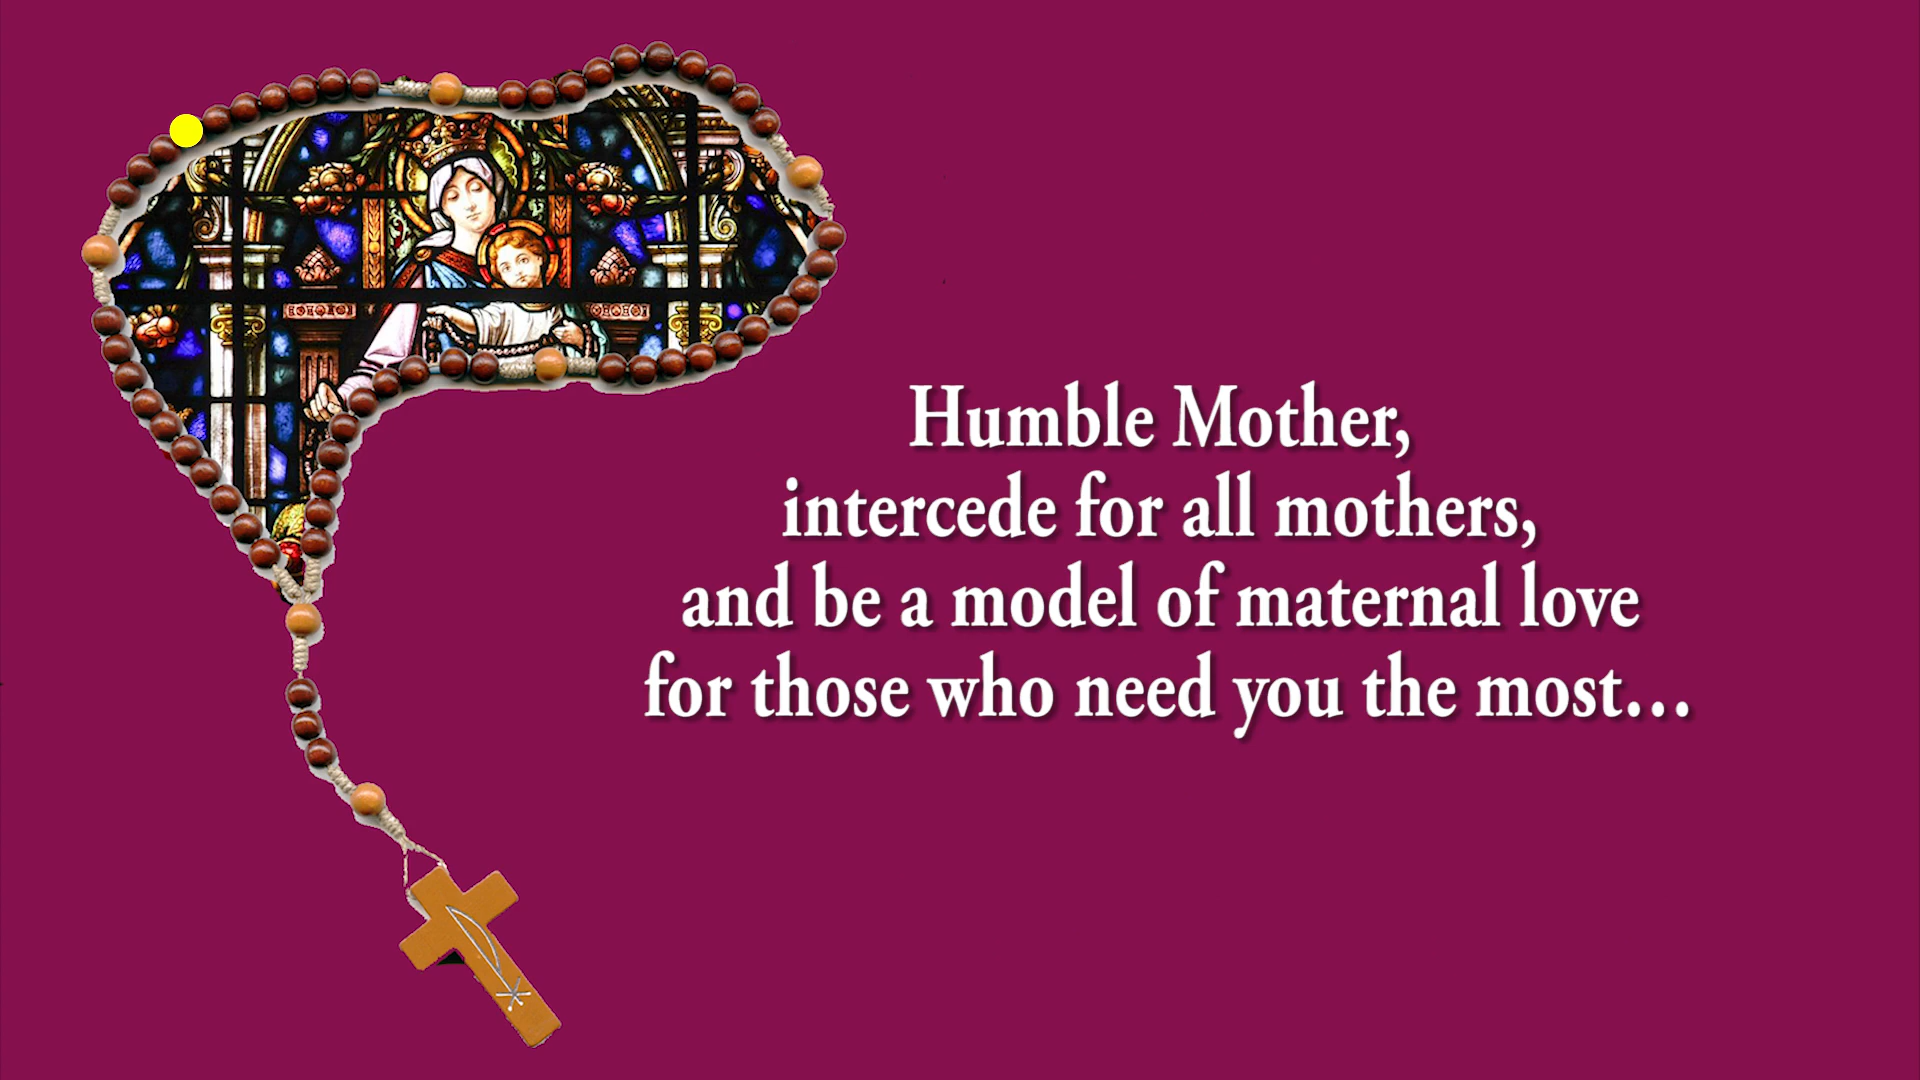 Humble Mother,
intercede for all mothers,
and be a model of maternal love
for those who need you the most…